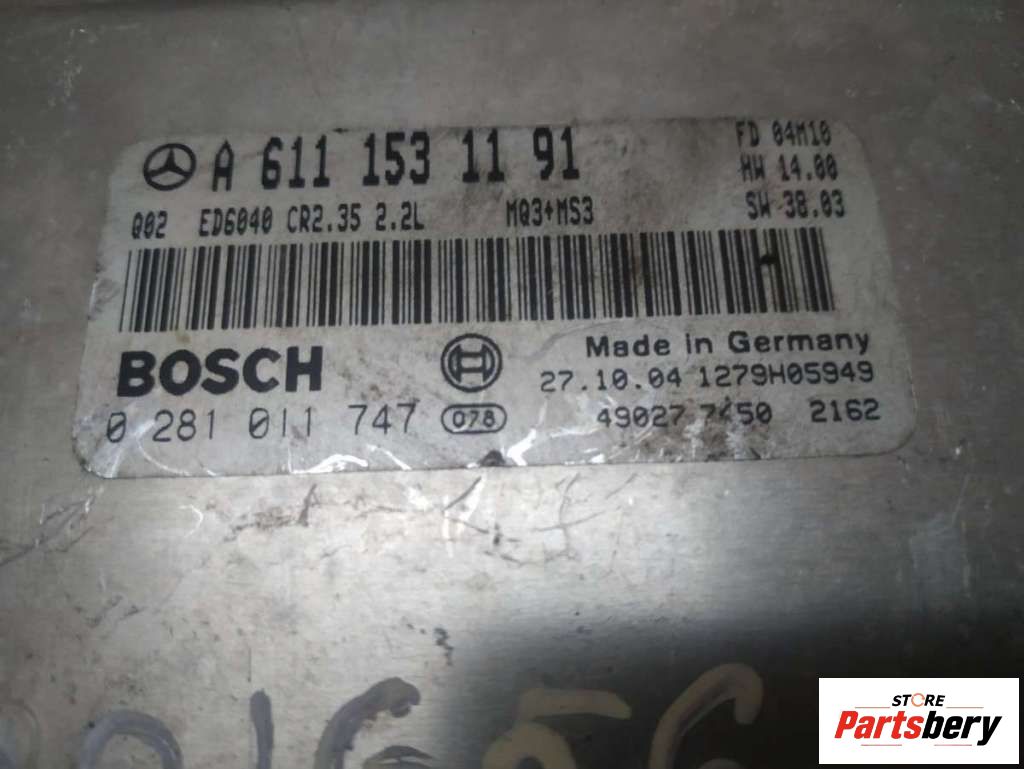 A 611 153 11 91
FD 04M10
HW 14.00
Q02 ED6040 CR2.35 2.2L MQ3+MS3 SW 38.03
BOSCH
Made in Germany
27.10.04 1279H05949
0 281 011 747 078
49027 7450 2162
STORE
Partsbery